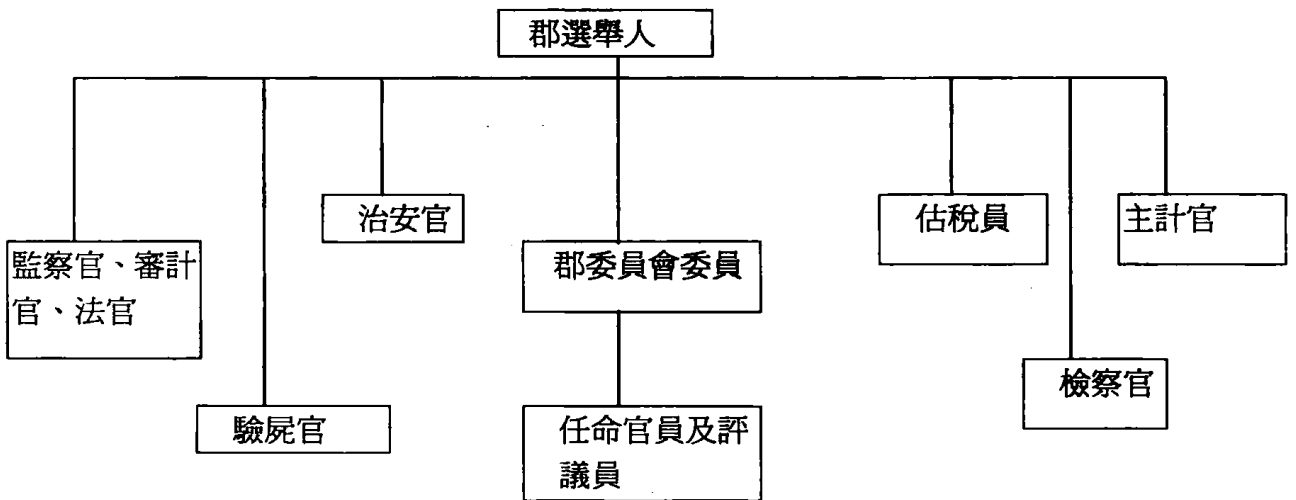 郡選舉人
治安官
估稅員
主計官
監察官、審計
官、法官
郡委員會委員
檢察官
驗屍官
任命官員及評
議員